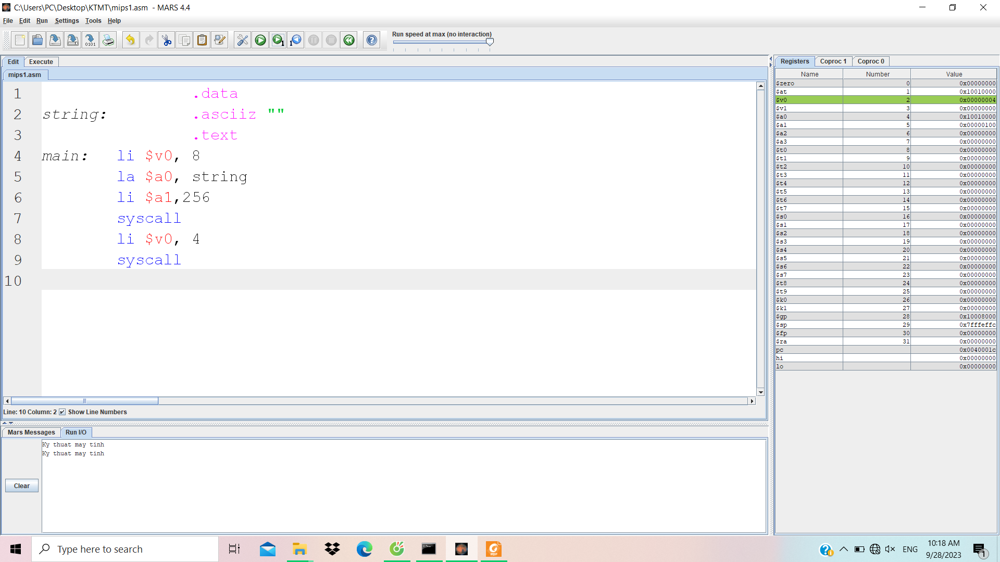 C:\Users\PC\Desktop\KTMT\mips1.asm - MARS 4.4
File Edit Run Settings Tools Help
Run speed at max (no interaction)
Edit Execute
mips1.asm
1 .data
2 string: .asciiz ""
3 .text
4 main: li $v0, 8
5 la $a0, string
6 li $a1,256
7 syscall
8 li $v0, 4
9 syscall
10
Line: 10 Column: 2 Show Line Numbers
Mars Messages Run I/O
Ky thuat may tinh
Ky thuat may tinh
Clear
Registers Coproc 1 Coproc 0
Name Number Value
$zero 0 0x00000000
$at 1 0x10010000
$v0 2 0x00000004
$v1 3 0x00000000
$a0 4 0x10010000
$a1 5 0x00000100
$a2 6 0x00000000
$a3 7 0x00000000
$t0 8 0x00000000
$t1 9 0x00000000
$t2 10 0x00000000
$t3 11 0x00000000
$t4 12 0x00000000
$t5 13 0x00000000
$t6 14 0x00000000
$t7 15 0x00000000
$s0 16 0x00000000
$s1 17 0x00000000
$s2 18 0x00000000
$s3 19 0x00000000
$s4 20 0x00000000
$s5 21 0x00000000
$s6 22 0x00000000
$s7 23 0x00000000
$t8 24 0x00000000
$t9 25 0x00000000
$k0 26 0x00000000
$k1 27 0x00000000
$gp 28 0x10008000
$sp 29 0x7fffeffc
$fp 30 0x00000000
$ra 31 0x00000000
pc 0x0040001c
hi 0x00000000
lo 0x00000000
Type here to search
ENG
10:18 AM
9/28/2023
1